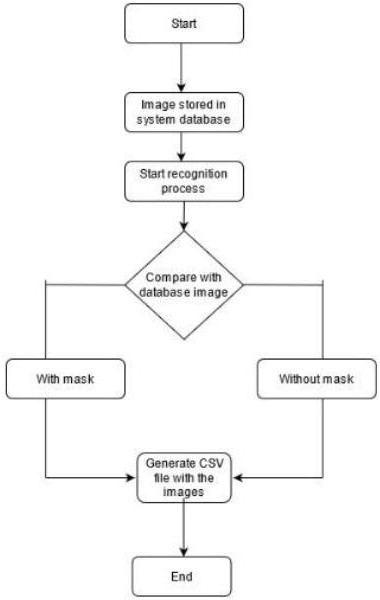 Start
Image stored in
system database
Start recognition
process
Compare with
database image
With mask
Without mask
Generate CSV
file with the
images
End